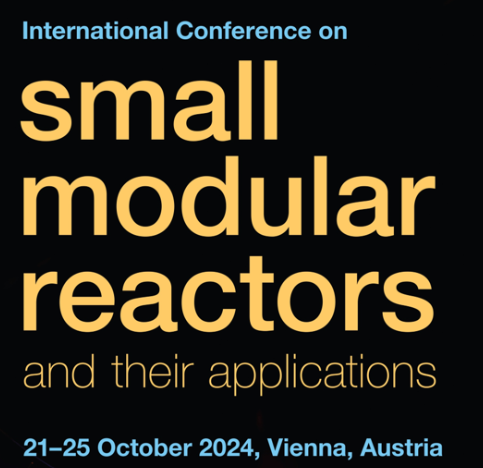 International Conference on
small
modular
reactors
and their applications
21–25 October 2024, Vienna, Austria